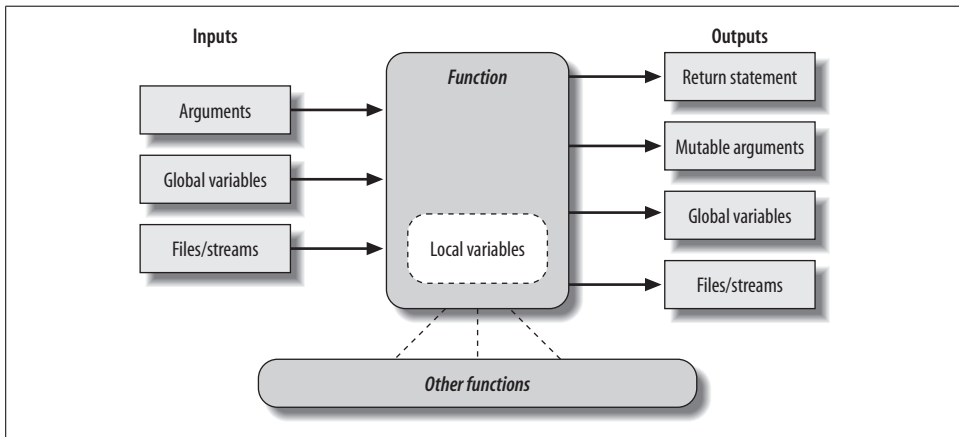 Inputs
Arguments
Global variables
Files/streams
Function
Local variables
Outputs
Return statement
Mutable arguments
Global variables
Files/streams
Other functions